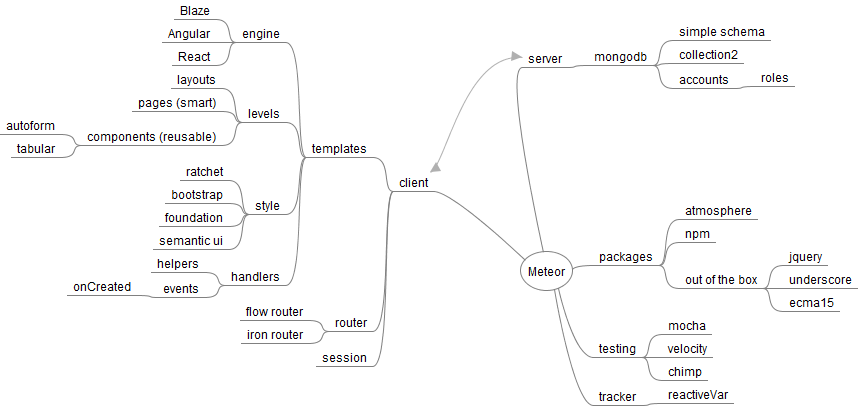 Blaze
Angular
React
engine
layouts
pages (smart)
autoform
tabular
components (reusable)
levels
ratchet
bootstrap
foundation
semantic ui
style
helpers
onCreated
events
handlers
templates
flow router
iron router
router
session
client
Meteor
server
mongodb
simple schema
collection2
accounts
roles
packages
atmosphere
npm
out of the box
jquery
underscore
ecma15
testing
mocha
velocity
chimp
tracker
reactiveVar